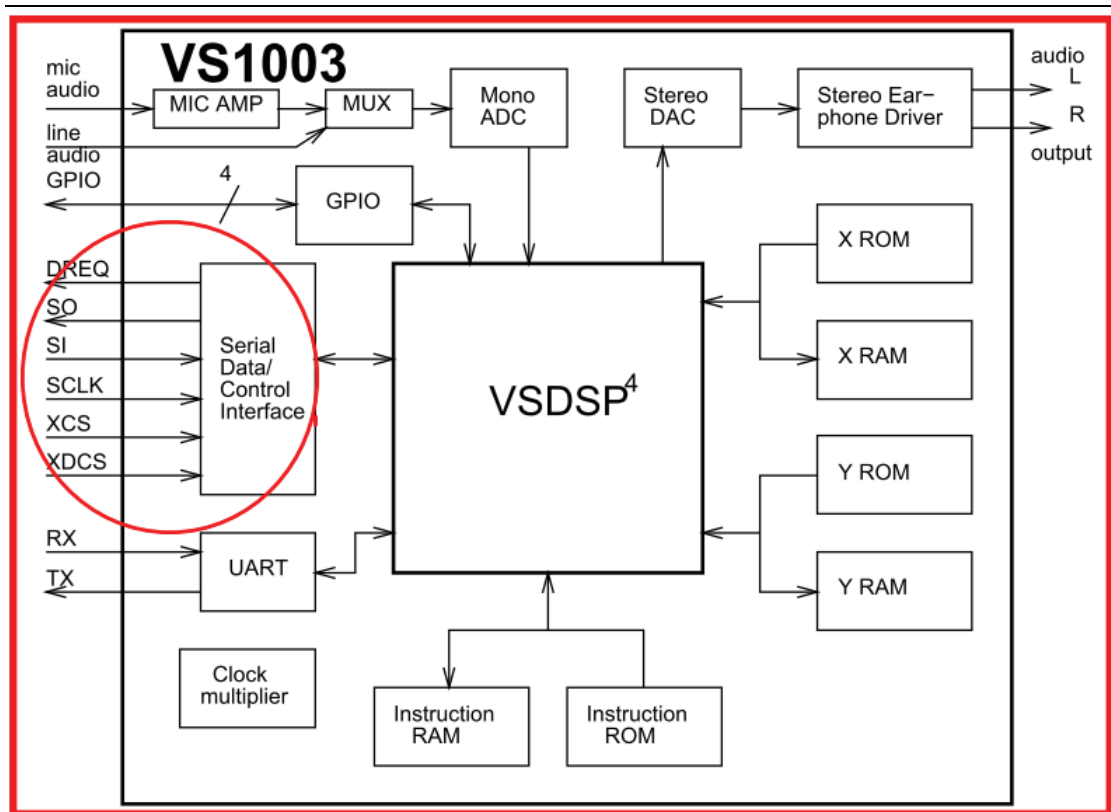 VS1003
mic
audio
MIC AMP
MUX
Mono
ADC
Stereo
DAC
Stereo Ear-
phone Driver
audio
L
R
output
line
audio
GPIO
4
GPIO
X ROM
DREQ
SO
SI
SCLK
XCS
XDCS
Serial
Data/
Control
Interface
X RAM
VSDSP4
Y ROM
RX
TX
UART
Y RAM
Clock
multiplier
Instruction
RAM
Instruction
ROM